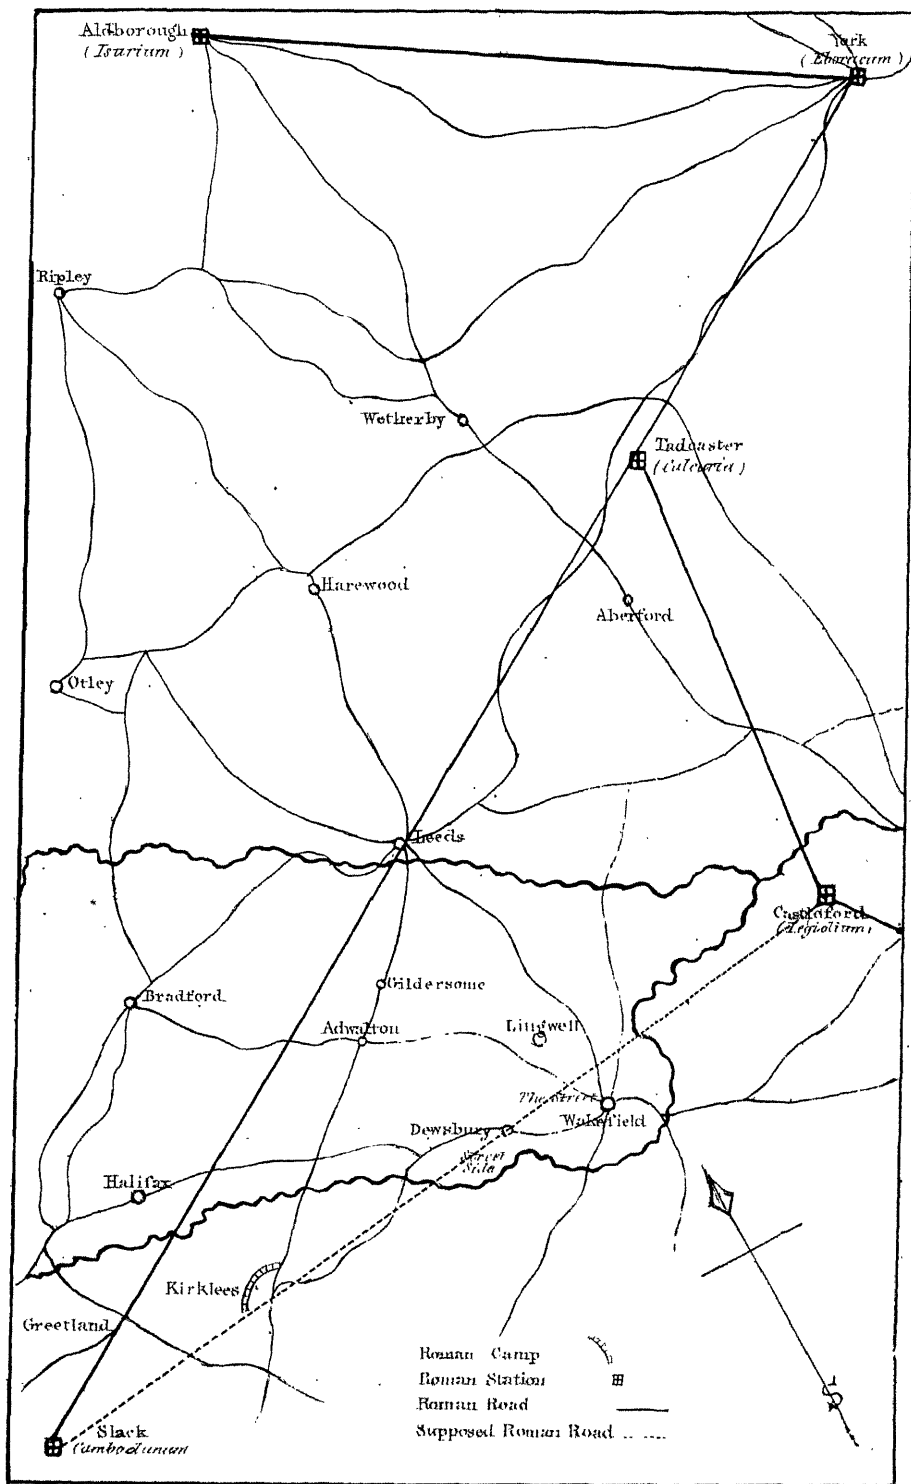 Aldborough
(Isurium)
York
(Eboracum)
Ripley
Wetherby
Tadcaster
(Calcaria)
Harewood
Aberford
Otley
Leeds
Castleford
(Legiolium)
Bradford
Gildersome
Adwalton
Lingwell
The Street
Wakefield
Dewsbury
Street
Side
Halifax
Kirklees
Greetland
Roman Camp
Roman Station
Roman Road
Supposed Roman Road
S
Slack
(Cambodunum